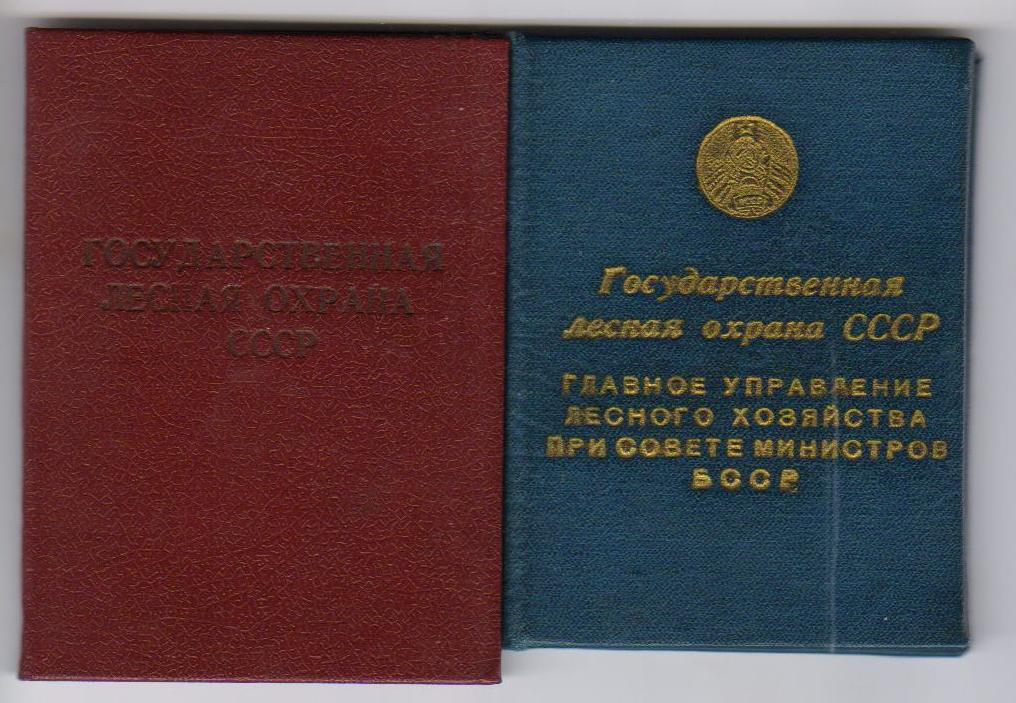 ГОСУДАРСТВЕННАЯ
ЛЕСНАЯ ОХРАНА
СССР
Государственная
лесная охрана СССР
ГЛАВНОЕ УПРАВЛЕНИЕ
ЛЕСНОГО ХОЗЯЙСТВА
ПРИ СОВЕТЕ МИНИСТРОВ
БССР